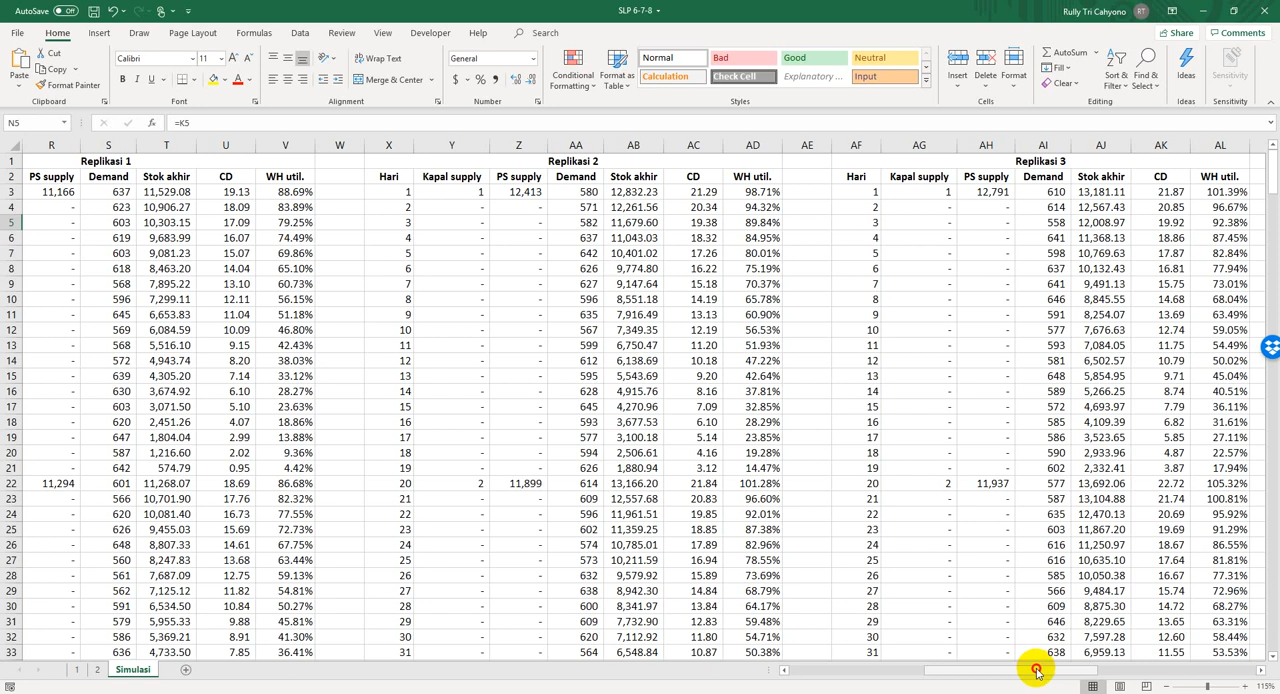 AutoSave Off SLP 6-7-8 Rully Tri Cahyono RT
File Home Insert Draw Page Layout Formulas Data Review View Developer Help Search Share Comments
Paste Cut Copy Format Painter Clipboard
Calibri 11 B I U A Font
Wrap Text Merge & Center Alignment
General $ % Number
Conditional Formatting Format as Table Normal Bad Good Neutral Calculation Check Cell Explanatory ... Input Styles
Insert Delete Format Cells
AutoSum Fill Clear Sort & Filter Find & Select Editing
Ideas Ideas
Sensitivity Sensitivity
N5 fx =K5
R S T U V W X Y Z AA AB AC AD AE AF AG AH AI AJ AK AL
1 Replikasi 1 Replikasi 2 Replikasi 3
2 PS supply Demand Stok akhir CD WH util. Hari Kapal supply PS supply Demand Stok akhir CD WH util. Hari Kapal supply PS supply Demand Stok akhir CD WH util.
3 11,166 637 11,529.08 19.13 88.69% 1 1 12,413 580 12,832.23 21.29 98.71% 1 1 12,791 610 13,181.11 21.87 101.39%
4 - 623 10,906.27 18.09 83.89% 2 - - 571 12,261.56 20.34 94.32% 2 - - 614 12,567.43 20.85 96.67%
5 - 603 10,303.15 17.09 79.25% 3 - - 582 11,679.60 19.38 89.84% 3 - - 558 12,008.97 19.92 92.38%
6 - 619 9,683.99 16.07 74.49% 4 - - 637 11,043.03 18.32 84.95% 4 - - 641 11,368.13 18.86 87.45%
7 - 603 9,081.23 15.07 69.86% 5 - - 642 10,401.02 17.26 80.01% 5 - - 598 10,769.63 17.87 82.84%
8 - 618 8,463.20 14.04 65.10% 6 - - 626 9,774.80 16.22 75.19% 6 - - 637 10,132.43 16.81 77.94%
9 - 568 7,895.22 13.10 60.73% 7 - - 627 9,147.64 15.18 70.37% 7 - - 641 9,491.13 15.75 73.01%
10 - 596 7,299.11 12.11 56.15% 8 - - 596 8,551.18 14.19 65.78% 8 - - 646 8,845.55 14.68 68.04%
11 - 645 6,653.83 11.04 51.18% 9 - - 635 7,916.49 13.13 60.90% 9 - - 591 8,254.07 13.69 63.49%
12 - 569 6,084.59 10.09 46.80% 10 - - 567 7,349.35 12.19 56.53% 10 - - 577 7,676.63 12.74 59.05%
13 - 568 5,516.10 9.15 42.43% 11 - - 599 6,750.47 11.20 51.93% 11 - - 593 7,084.05 11.75 54.49%
14 - 572 4,943.74 8.20 38.03% 12 - - 612 6,138.69 10.18 47.22% 12 - - 581 6,502.57 10.79 50.02%
15 - 639 4,305.20 7.14 33.12% 13 - - 595 5,543.69 9.20 42.64% 13 - - 648 5,854.95 9.71 45.04%
16 - 630 3,674.92 6.10 28.27% 14 - - 628 4,915.76 8.16 37.81% 14 - - 589 5,266.25 8.74 40.51%
17 - 603 3,071.50 5.10 23.63% 15 - - 645 4,270.96 7.09 32.85% 15 - - 572 4,693.97 7.79 36.11%
18 - 620 2,451.26 4.07 18.86% 16 - - 593 3,677.53 6.10 28.29% 16 - - 585 4,109.39 6.82 31.61%
19 - 647 1,804.04 2.99 13.88% 17 - - 577 3,100.18 5.14 23.85% 17 - - 586 3,523.65 5.85 27.11%
20 - 587 1,216.60 2.02 9.36% 18 - - 594 2,506.61 4.16 19.28% 18 - - 590 2,933.96 4.87 22.57%
21 - 642 574.79 0.95 4.42% 19 - - 626 1,880.94 3.12 14.47% 19 - - 602 2,332.41 3.87 17.94%
22 11,294 601 11,268.07 18.69 86.68% 20 2 11,899 614 13,166.20 21.84 101.28% 20 2 11,937 577 13,692.06 22.72 105.32%
23 - 566 10,701.90 17.76 82.32% 21 - - 609 12,557.68 20.83 96.60% 21 - - 587 13,104.88 21.74 100.81%
24 - 620 10,081.40 16.73 77.55% 22 - - 596 11,961.51 19.85 92.01% 22 - - 635 12,470.13 20.69 95.92%
25 - 626 9,455.03 15.69 72.73% 23 - - 602 11,359.25 18.85 87.38% 23 - - 603 11,867.20 19.69 91.29%
26 - 648 8,807.33 14.61 67.75% 24 - - 574 10,785.01 17.89 82.96% 24 - - 616 11,250.97 18.67 86.55%
27 - 560 8,247.83 13.68 63.44% 25 - - 573 10,211.59 16.94 78.55% 25 - - 616 10,635.10 17.64 81.81%
28 - 561 7,687.09 12.75 59.13% 26 - - 632 9,579.92 15.89 73.69% 26 - - 585 10,050.38 16.67 77.31%
29 - 562 7,125.12 11.82 54.81% 27 - - 638 8,942.30 14.84 68.79% 27 - - 566 9,484.17 15.74 72.96%
30 - 591 6,534.50 10.84 50.27% 28 - - 600 8,341.97 13.84 64.17% 28 - - 609 8,875.30 14.72 68.27%
31 - 579 5,955.33 9.88 45.81% 29 - - 609 7,732.90 12.83 59.48% 29 - - 646 8,229.65 13.65 63.31%
32 - 586 5,369.21 8.91 41.30% 30 - - 620 7,112.92 11.80 54.71% 30 - - 632 7,597.28 12.60 58.44%
33 - 636 4,733.50 7.85 36.41% 31 - - 564 6,548.84 10.87 50.38% 31 - - 638 6,959.13 11.55 53.53%
1 2 Simulasi
115%